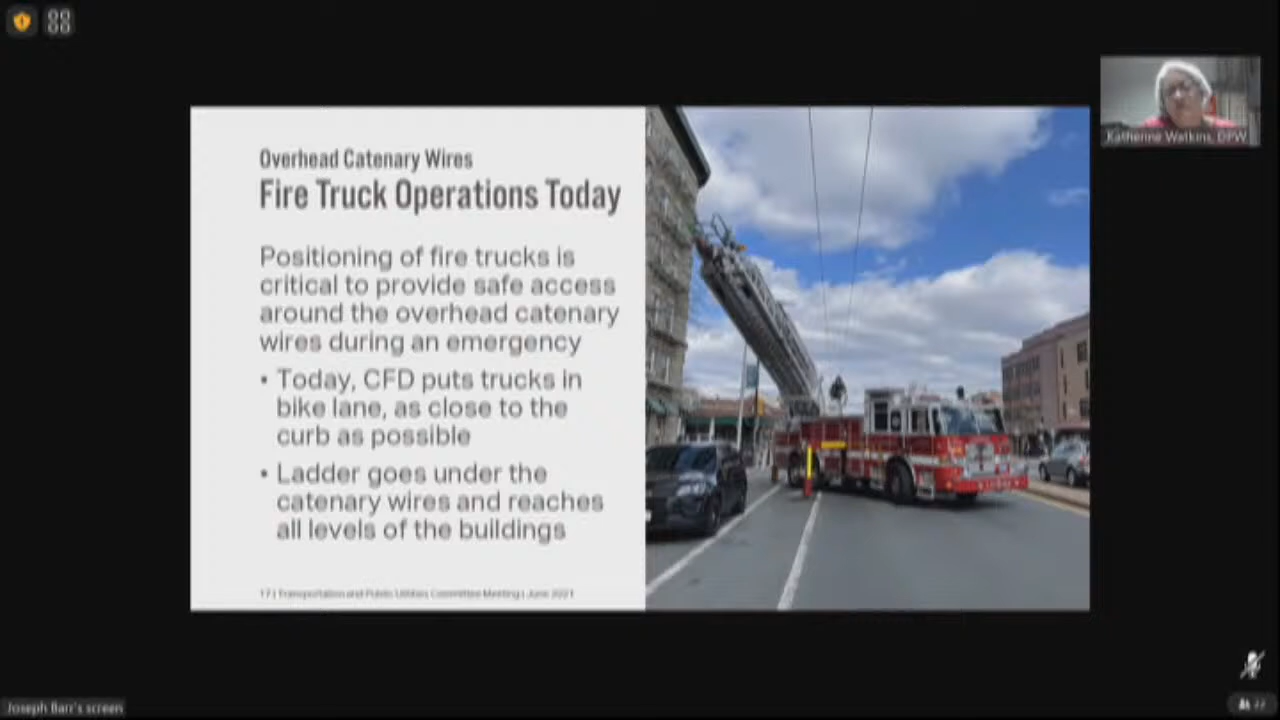 Katherine Watkins, DPW
Overhead Catenary Wires
Fire Truck Operations Today
Positioning of fire trucks is
critical to provide safe access
around the overhead catenary
wires during an emergency
• Today, CFD puts trucks in
bike lane, as close to the
curb as possible
• Ladder goes under the
catenary wires and reaches
all levels of the buildings
17 | Transportation and Public Utilities Committee Meeting | June 2021
Joseph Barr's screen